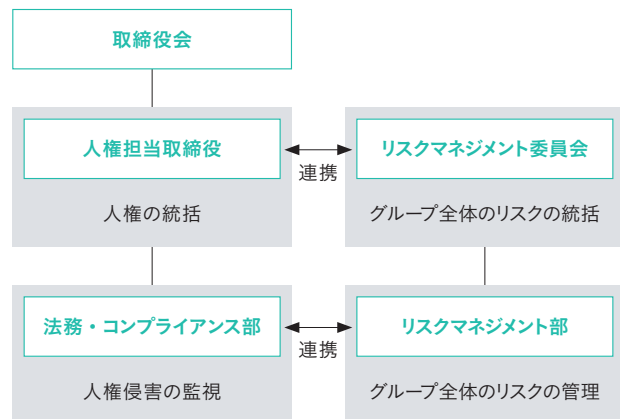 取締役会
人権担当取締役
連携
リスクマネジメント委員会
人権の統括
グループ全体のリスクの統括
法務・コンプライアンス部
連携
リスクマネジメント部
人権侵害の監視
グループ全体のリスクの管理